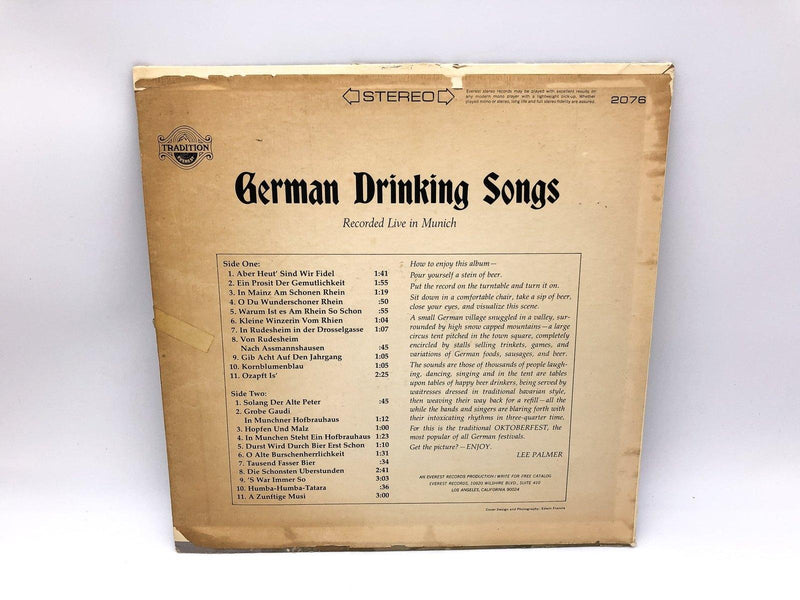 STEREO
Everest stereo records may be played with excellent results on
any modern mono player with a lightweight pick-up. Whether
played mono or stereo, long life and full stereo fidelity are assured.
2076
TRADITION
EVEREST
German Drinking Songs
Recorded Live in Munich
Side One:
1. Aber Heut' Sind Wir Fidel 1:41
2. Ein Prosit Der Gemutlichkeit 1:55
3. In Mainz Am Schonen Rhein 1:19
4. O Du Wunderschoner Rhein :50
5. Warum Ist es Am Rhein So Schon :55
6. Kleine Winzerin Vom Rhien 1:04
7. In Rudesheim in der Drosselgasse 1:07
8. Von Rudesheim
Nach Assmannshausen :45
9. Gib Acht Auf Den Jahrgang 1:05
10. Kornblumenblau 1:05
11. Ozapft Is' 2:25
Side Two:
1. Solang Der Alte Peter :45
2. Grobe Gaudi
In Munchner Hofbrauhaus 1:12
3. Hopfen Und Malz 1:00
4. In Munchen Steht Ein Hofbrauhaus 1:23
5. Durst Wird Durch Bier Erst Schon 1:10
6. O Alte Burschenherrlichkeit 1:31
7. Tausend Fasser Bier :34
8. Die Schonsten Uberstunden 2:41
9. 'S War Immer So 3:03
10. Humba-Humba-Tatara :36
11. A Zunftige Musi 3:00
How to enjoy this album—
Pour yourself a stein of beer.
Put the record on the turntable and turn it on.
Sit down in a comfortable chair, take a sip of beer,
close your eyes, and visualize this scene.
A small German village snuggled in a valley, sur-
rounded by high snow capped mountains—a large
circus tent pitched in the town square, completely
encircled by stalls selling trinkets, games, and
variations of German foods, sausages, and beer.
The sounds are those of thousands of people laugh-
ing, dancing, singing and in the tent are tables
upon tables of happy beer drinkers, being served by
waitresses dressed in traditional bavarian style,
then weaving their way back for a refill—all the
while the bands and singers are blaring forth with
their intoxicating rhythms in three-quarter time.
For this is the traditional OKTOBERFEST, the
most popular of all German festivals.
Get the picture?—ENJOY.
LEE PALMER
AN EVEREST RECORDS PRODUCTION/WRITE FOR FREE CATALOG
EVEREST RECORDS, 10920 WILSHIRE BLVD., SUITE 410
LOS ANGELES, CALIFORNIA 90024
Cover Design and Photography: Edwin Francis